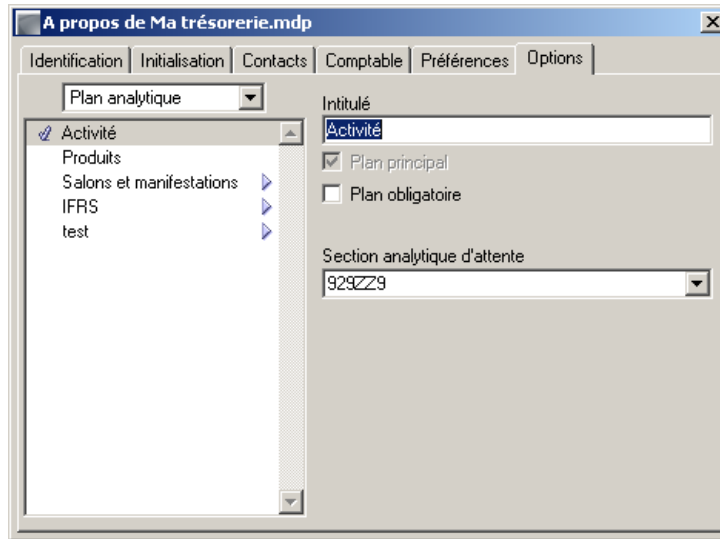 A propos de Ma trésorerie.mdp
Identification Initialisation Contacts Comptable Préférences Options
Plan analytique
Activité
Produits
Salons et manifestations
IFRS
test
Intitulé
Activité
Plan principal
Plan obligatoire
Section analytique d'attente
929ZZ9